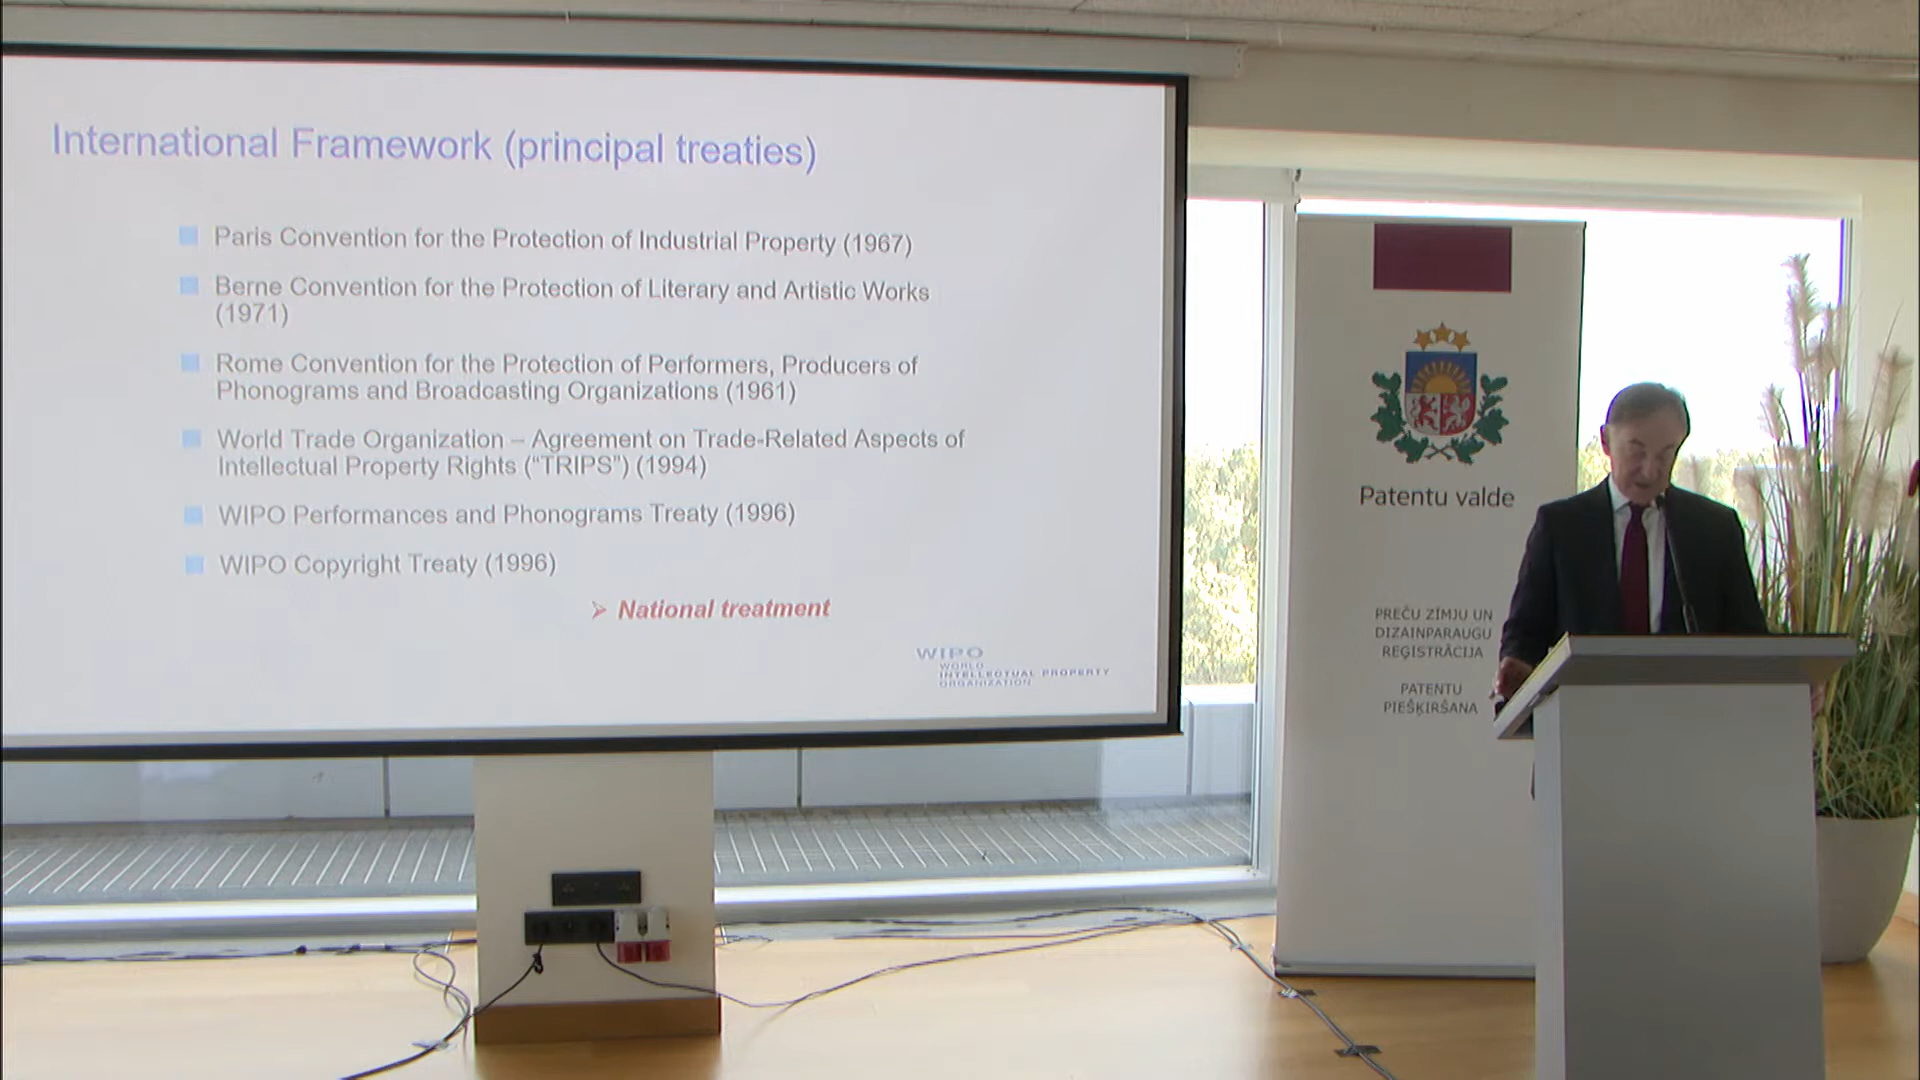 International Framework (principal treaties)
Paris Convention for the Protection of Industrial Property (1967)
Berne Convention for the Protection of Literary and Artistic Works
(1971)
Rome Convention for the Protection of Performers, Producers of
Phonograms and Broadcasting Organizations (1961)
World Trade Organization – Agreement on Trade-Related Aspects of
Intellectual Property Rights (“TRIPS”) (1994)
WIPO Performances and Phonograms Treaty (1996)
WIPO Copyright Treaty (1996)
➢ National treatment
WIPO
WORLD
INTELLECTUAL PROPERTY
ORGANIZATION
Patentu valde
PREČU ZĪMJU UN
DIZAINPARAUGU
REĢISTRĀCIJA
PATENTU
PIEŠĶIRŠANA